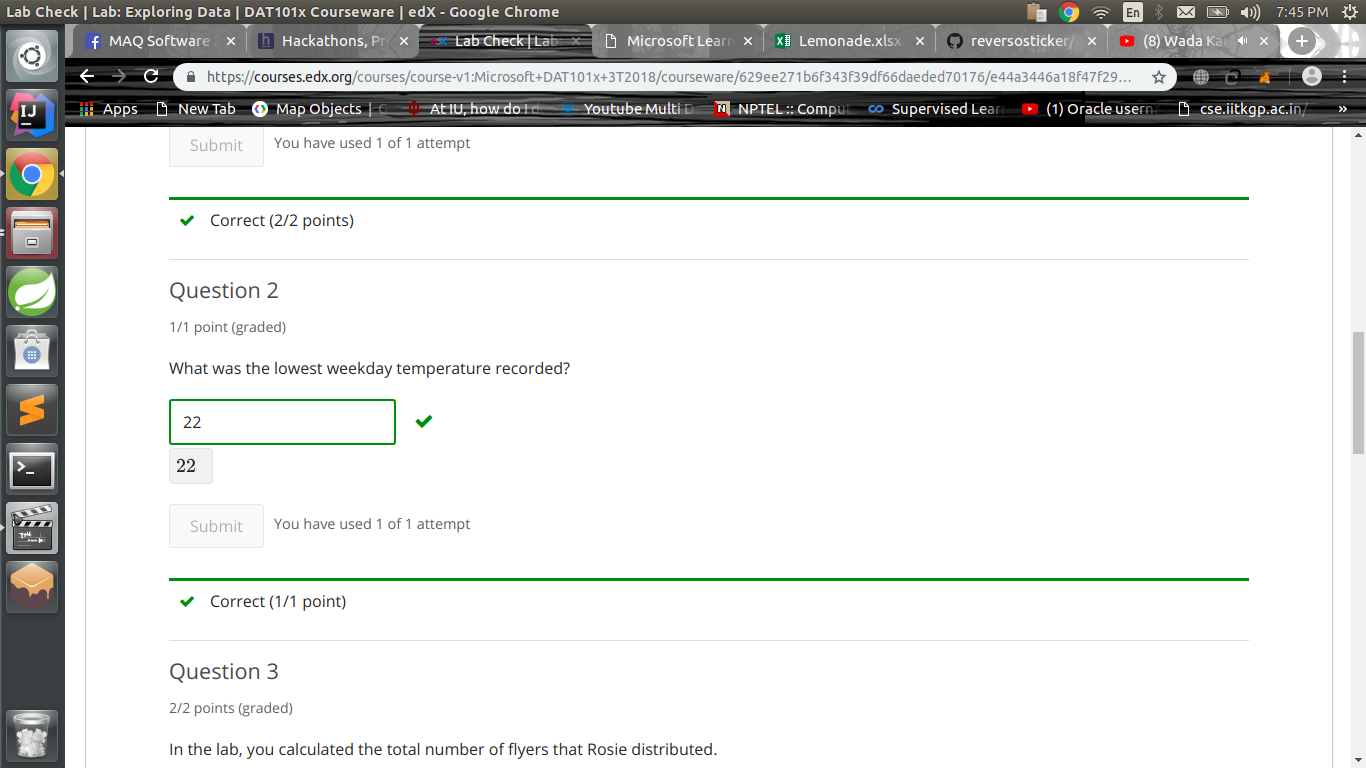 Lab Check | Lab: Exploring Data | DAT101x Courseware | edX - Google Chrome
En
7:45 PM
MAQ Software
Hackathons, Pr
Lab Check | Lab
Microsoft Learn
Lemonade.xlsx
reversosticker/
(8) Wada Ka
https://courses.edx.org/courses/course-v1:Microsoft+DAT101x+3T2018/courseware/629ee271b6f343f39df66daeded70176/e44a3446a18f47f29...
Apps
New Tab
Map Objects | C
At IU, how do I d
Youtube Multi D
NPTEL :: Comput
Supervised Lear
(1) Oracle usern
cse.iitkgp.ac.in/
»
Submit
You have used 1 of 1 attempt
Correct (2/2 points)
Question 2
1/1 point (graded)
What was the lowest weekday temperature recorded?
22
22
Submit
You have used 1 of 1 attempt
Correct (1/1 point)
Question 3
2/2 points (graded)
In the lab, you calculated the total number of flyers that Rosie distributed.